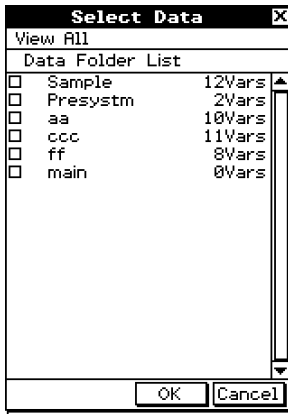 Select Data X
View All
Data Folder List
Sample 12Vars
Presystm 2Vars
aa 10Vars
ccc 11Vars
ff 8Vars
main 0Vars
OK Cancel